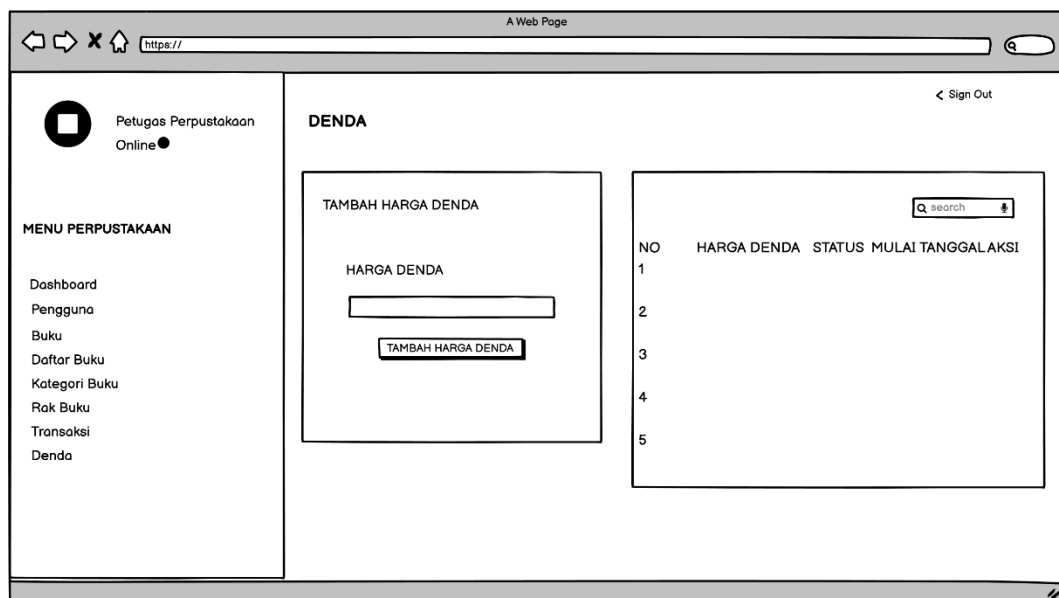 A Web Page
https://
Petugas Perpustakaan
Online
MENU PERPUSTAKAAN
Dashboard
Pengguna
Buku
Daftar Buku
Kategori Buku
Rak Buku
Transaksi
Denda
< Sign Out
DENDA
TAMBAH HARGA DENDA
HARGA DENDA
TAMBAH HARGA DENDA
search
NO HARGA DENDA STATUS MULAI TANGGAL AKSI
1
2
3
4
5